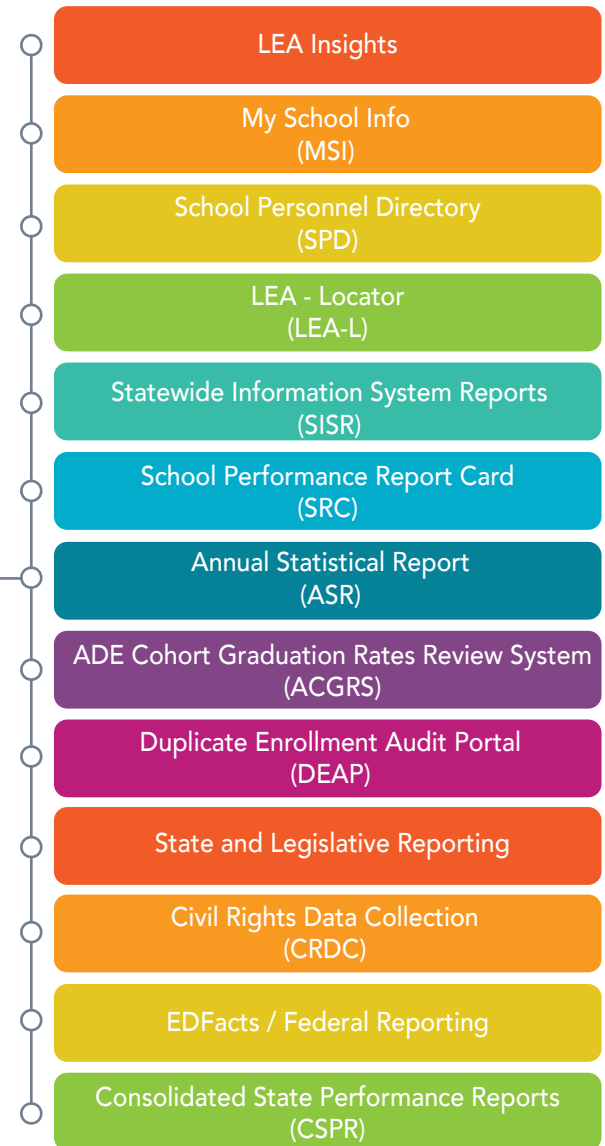 LEA Insights
My School Info
(MSI)
School Personnel Directory
(SPD)
LEA - Locator
(LEA-L)
Statewide Information System Reports
(SISR)
School Performance Report Card
(SRC)
Annual Statistical Report
(ASR)
ADE Cohort Graduation Rates Review System
(ACGRS)
Duplicate Enrollment Audit Portal
(DEAP)
State and Legislative Reporting
Civil Rights Data Collection
(CRDC)
EDFacts / Federal Reporting
Consolidated State Performance Reports
(CSPR)